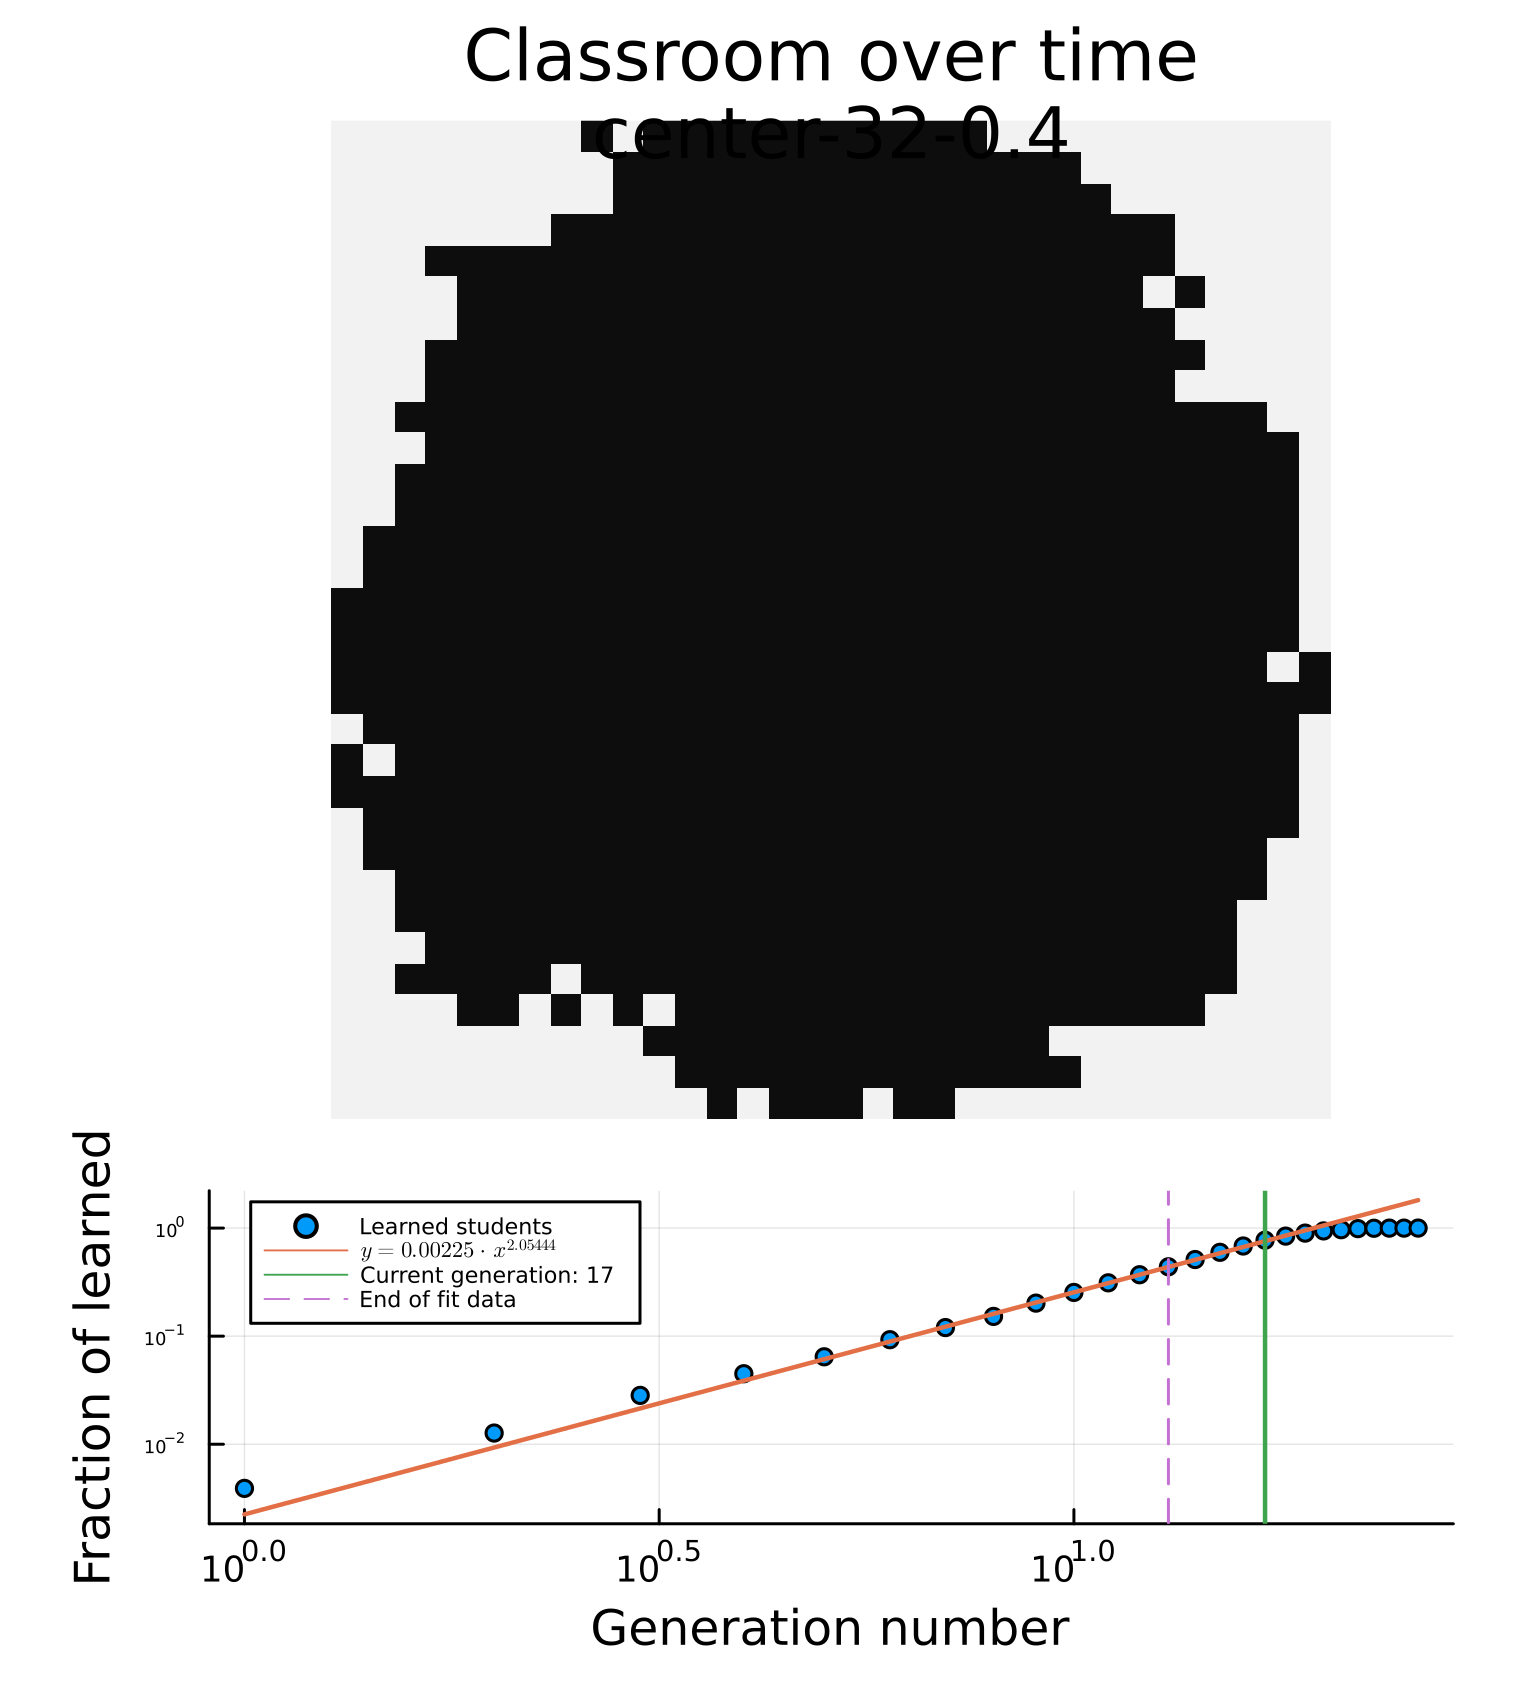 Classroom over time
center-32-0.4
Fraction of learned
10⁰
10⁻¹
10⁻²
Learned students
y = 0.00225 · x^2.05444
Current generation: 17
End of fit data
10^0.0
10^0.5
10^1.0
Generation number